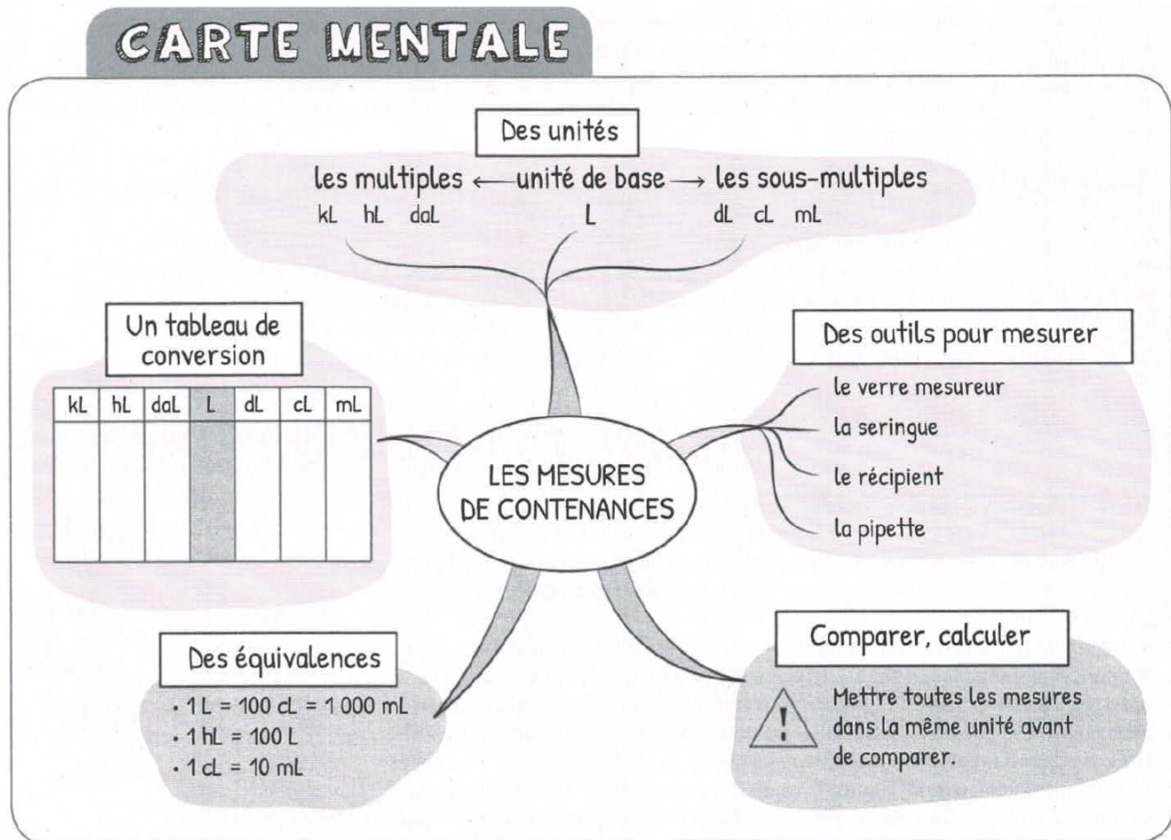 CARTE MENTALE
Des unités
les multiples ← unité de base → les sous-multiples
kL hL daL L dL cL mL
Un tableau de
conversion
kL hL daL L dL cL mL
Des outils pour mesurer
le verre mesureur
la seringue
le récipient
la pipette
LES MESURES
DE CONTENANCES
Des équivalences
· 1 L = 100 cL = 1 000 mL
· 1 hL = 100 L
· 1 cL = 10 mL
Comparer, calculer
!
Mettre toutes les mesures
dans la même unité avant
de comparer.